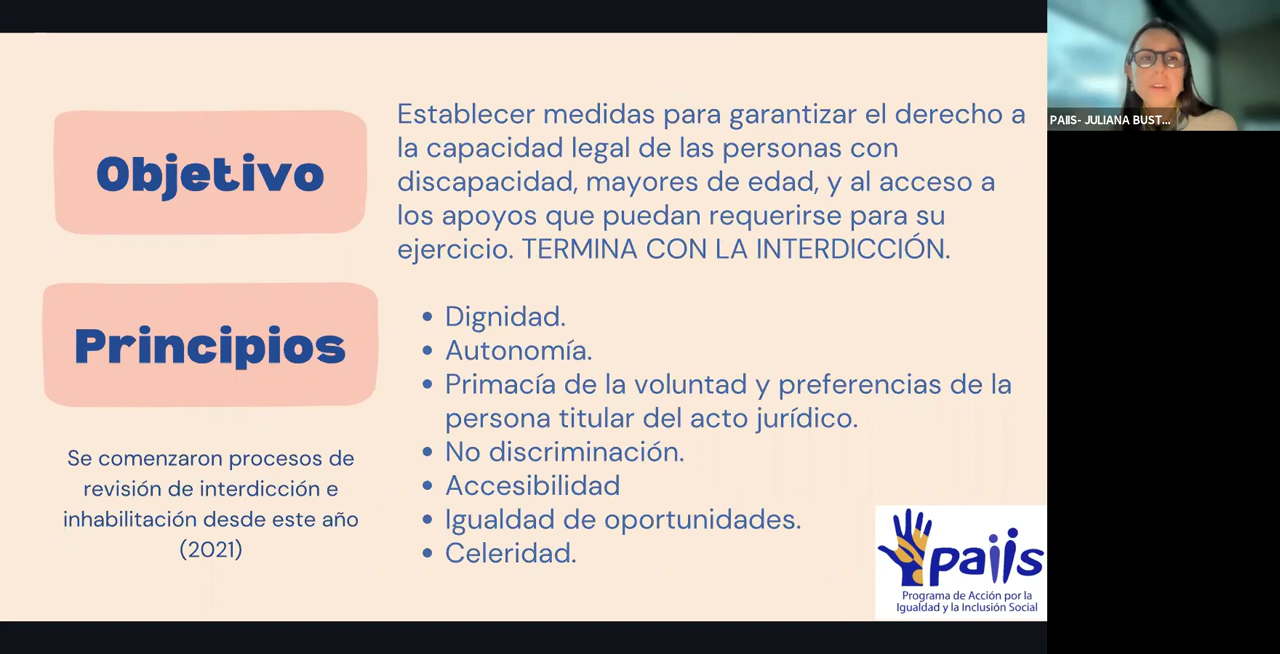 Objetivo
Establecer medidas para garantizar el derecho a
la capacidad legal de las personas con
discapacidad, mayores de edad, y al acceso a
los apoyos que puedan requerirse para su
ejercicio. TERMINA CON LA INTERDICCIÓN.
Principios
• Dignidad.
• Autonomía.
• Primacía de la voluntad y preferencias de la
persona titular del acto jurídico.
• No discriminación.
• Accesibilidad
• Igualdad de oportunidades.
• Celeridad.
Se comenzaron procesos de
revisión de interdicción e
inhabilitación desde este año
(2021)
paiis
Programa de Acción por la
Igualdad y la Inclusión Social
PAIIS- JULIANA BUST...